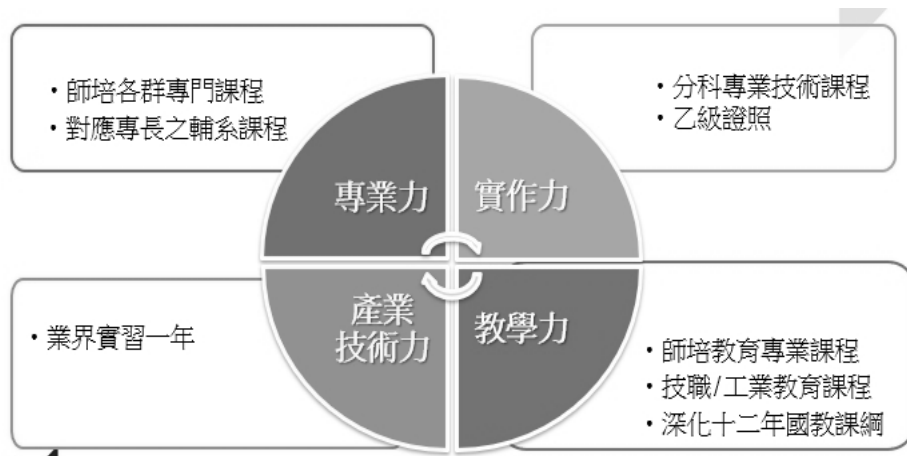 ・師培各群專門課程
・對應專長之輔系課程
・分科專業技術課程
・乙級證照
專業力
實作力
產業
技術力
教學力
・業界實習一年
・師培教育專業課程
・技職/工業教育課程
・深化十二年國教課綱